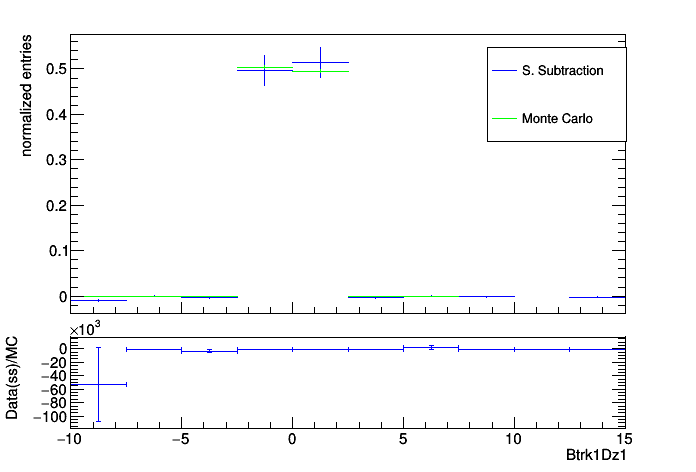 normalized entries
0.5
0.4
0.3
0.2
0.1
0
S. Subtraction
Monte Carlo
×10³
Data(ss)/MC
0
−20
−40
−60
−80
−100
−10 −5 0 5 10 15
Btrk1Dz1